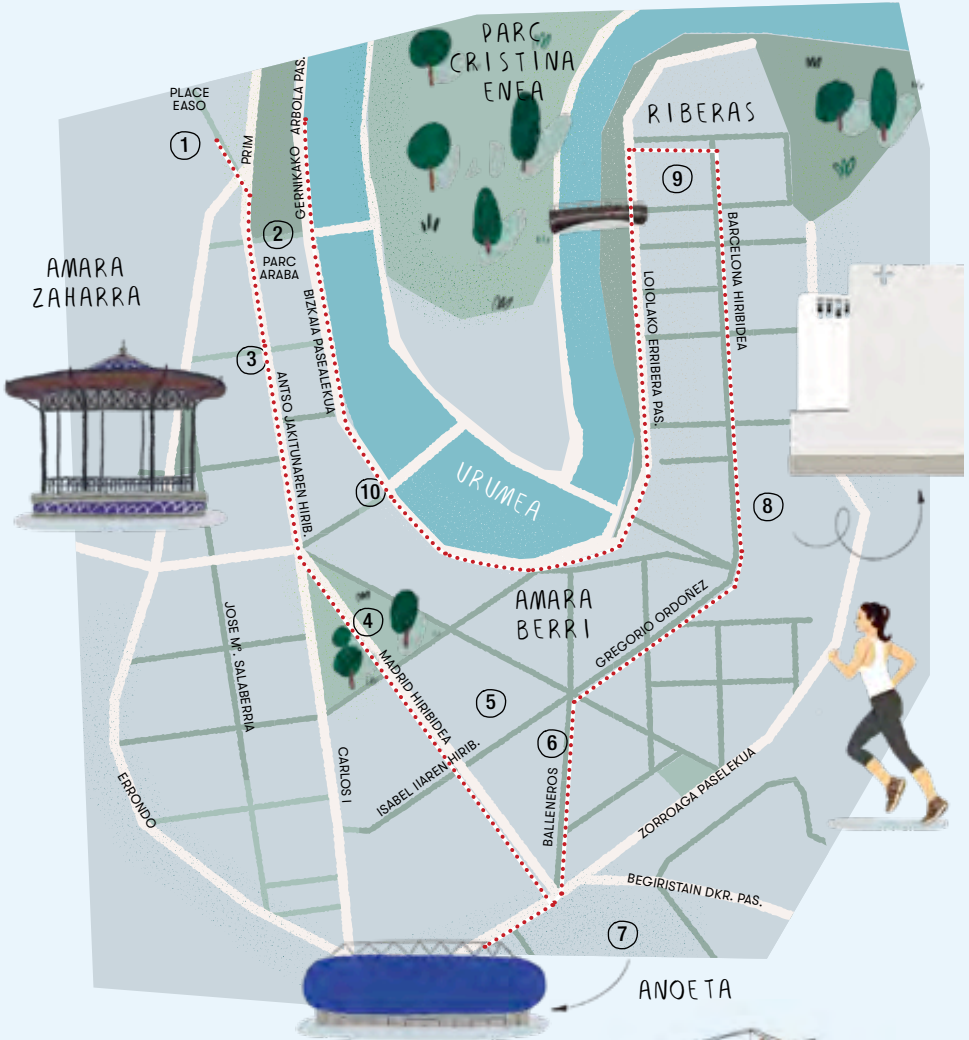 PARC
CRISTINA
ENEA
PLACE
EASO
1
PRIM
GERNIKAKO ARBOLA PAS.
RIBERAS
9
2
PARC
ARABA
AMARA
ZAHARRA
BIZKAIA PASEALEKUA
BARCELONA HIRIBIDEA
LOIOLAKO ERRIBERA PAS.
3
ANTSO JAKITUNAREN HIRIB.
URUMEA
10
8
AMARA
BERRI
GREGORIO ORDOÑEZ
4
JOSE Mº. SALABERRIA
MADRID HIRIBIDEA
5
6
CARLOS I
ISABEL IIAREN HIRIB.
BALLENEROS
ERRONDO
ZORROAGA PASELEKUA
BEGIRISTAIN DKR. PAS.
7
ANOETA